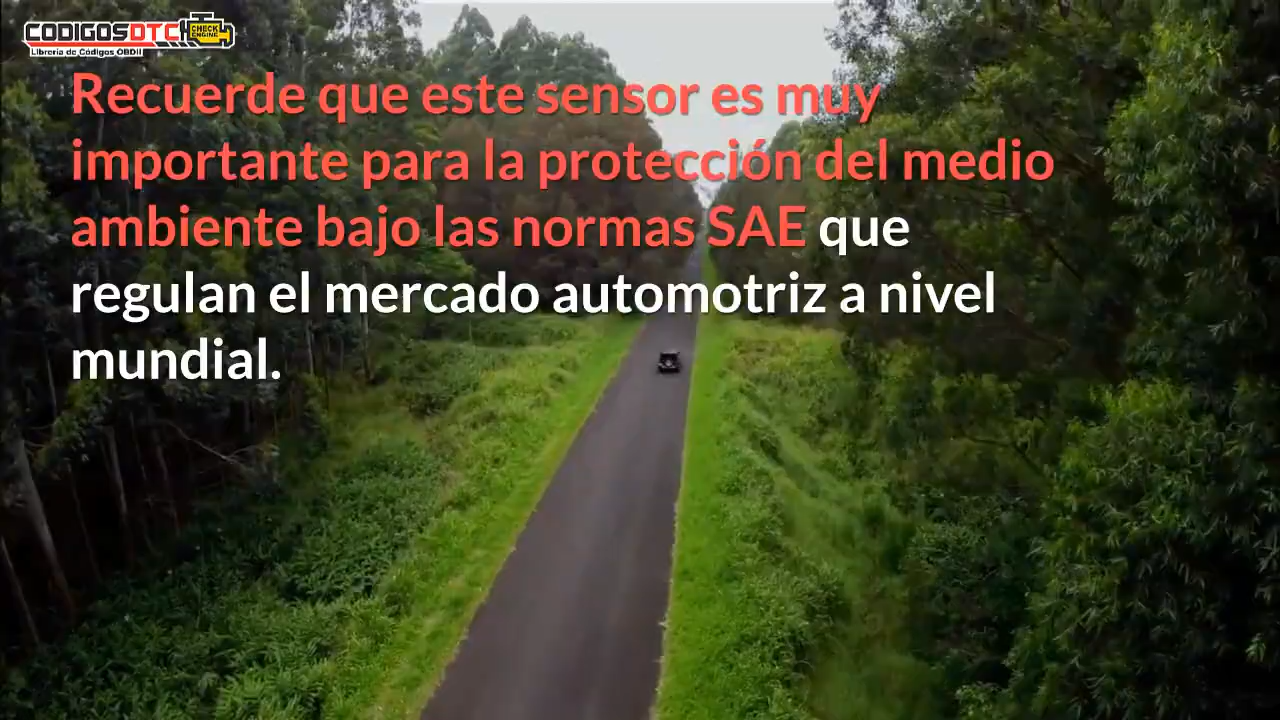 CODIGOSDTC
CHECK
ENGINE
Librería de Códigos OBDII
Recuerde que este sensor es muy
importante para la protección del medio
ambiente bajo las normas SAE que
regulan el mercado automotriz a nivel
mundial.